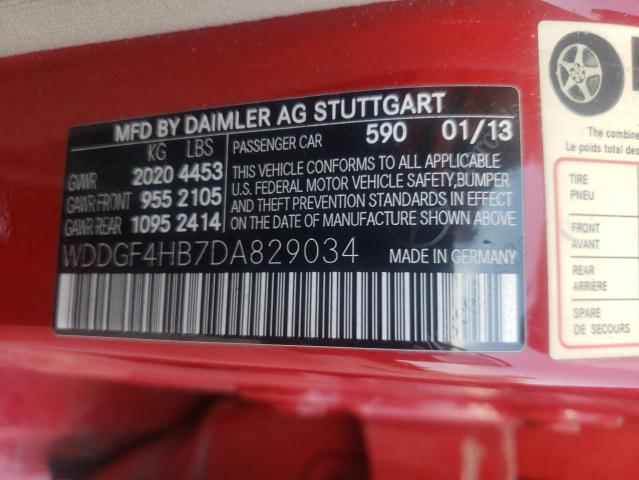 MFD BY DAIMLER AG STUTTGART
KG LBS
PASSENGER CAR 590 01/13
GVWR 2020 4453
GAWR FRONT 955 2105
GAWR REAR 1095 2414
THIS VEHICLE CONFORMS TO ALL APPLICABLE
U.S. FEDERAL MOTOR VEHICLE SAFETY,BUMPER
AND THEFT PREVENTION STANDARDS IN EFFECT
ON THE DATE OF MANUFACTURE SHOWN ABOVE
WDDGF4HB7DA829034 MADE IN GERMANY
The combine
Le poids total des
TIRE
PNEU
FRONT
AVANT
REAR
ARRIÈRE
SPARE
DE SECOURS